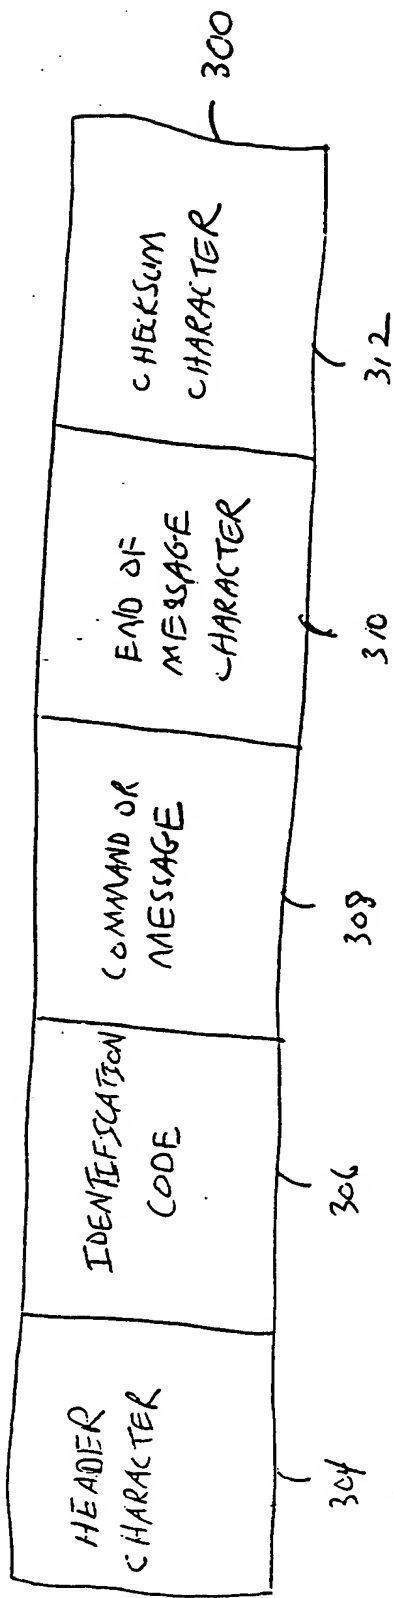 HEADER
CHARACTER
304
IDENTIFICATION
CODE
306
COMMAND OR
MESSAGE
308
END OF
MESSAGE
CHARACTER
310
CHECKSUM
CHARACTER
312
300